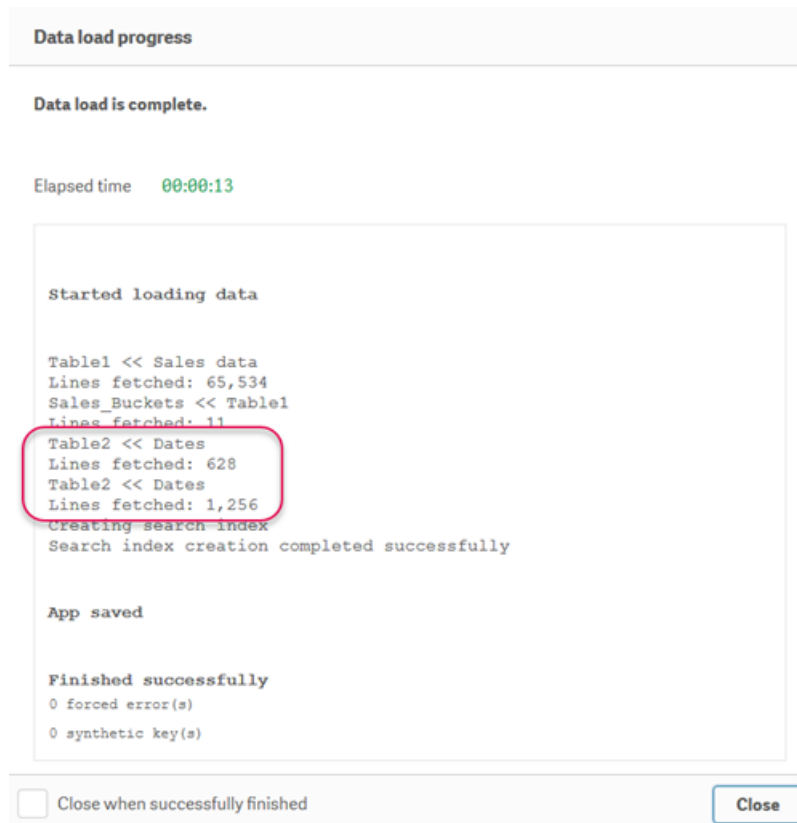 Data load progress
Data load is complete.
Elapsed time 00:00:13
Started loading data
Table1 << Sales data
Lines fetched: 65,534
Sales_Buckets << Table1
Lines fetched: 11
Table2 << Dates
Lines fetched: 628
Table2 << Dates
Lines fetched: 1,256
Creating search index
Search index creation completed successfully
App saved
Finished successfully
0 forced error(s)
0 synthetic key(s)
Close when successfully finished
Close